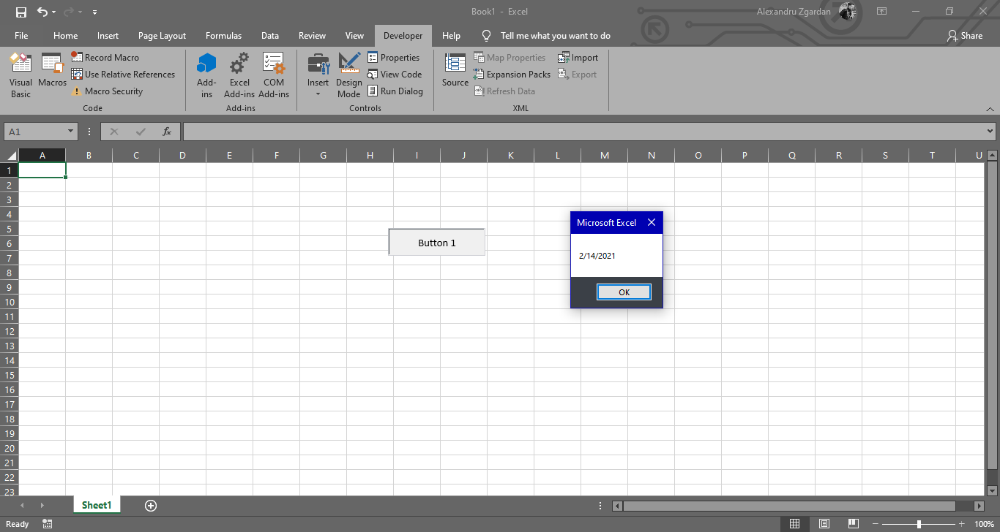 Book1 - Excel
Alexandru Zgardan
File Home Insert Page Layout Formulas Data Review View Developer Help Tell me what you want to do Share
Visual Basic
Macros
Record Macro
Use Relative References
Macro Security
Code
Add-ins
Excel Add-ins
COM Add-ins
Add-ins
Insert
Design Mode
Properties
View Code
Run Dialog
Controls
Source
Map Properties
Expansion Packs
Refresh Data
Import
Export
XML
A1
fx
A B C D E F G H I J K L M N O P Q R S T U
1
2
3
4
5
6
7
8
9
10
11
12
13
14
15
16
17
18
19
20
21
22
23
Button 1
Microsoft Excel
2/14/2021
OK
Sheet1
Ready
100%